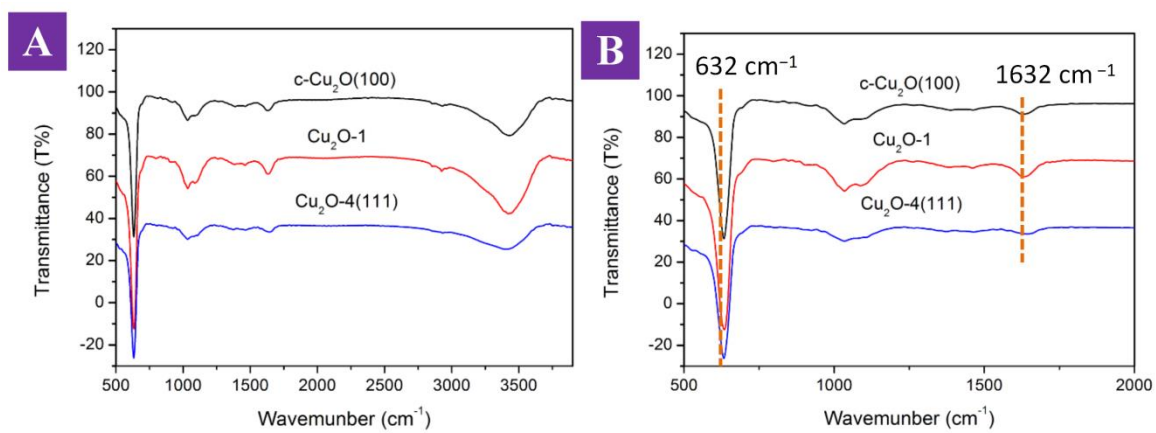 A
120
100
80
60
40
20
0
-20
Transmittance (T%)
c-Cu₂O(100)
Cu₂O-1
Cu₂O-4(111)
500 1000 1500 2000 2500 3000 3500
Wavemunber (cm⁻¹)
B
120
100
80
60
40
20
0
-20
Transmittance (T%)
632 cm⁻¹
1632 cm⁻¹
c-Cu₂O(100)
Cu₂O-1
Cu₂O-4(111)
500 1000 1500 2000
Wavemunber (cm⁻¹)